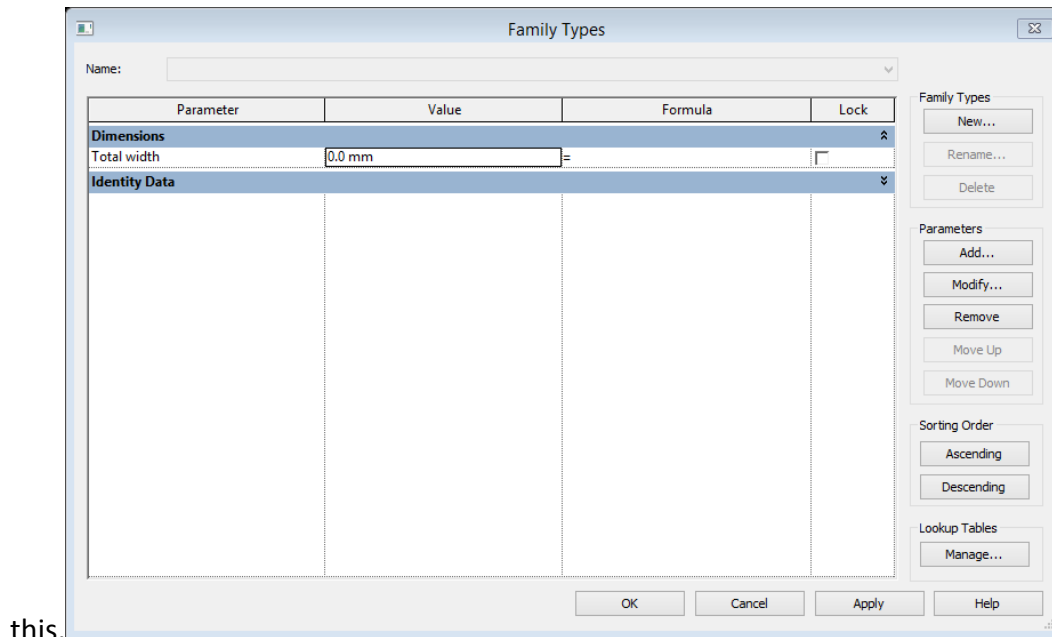 Family Types
Name:
Parameter Value Formula Lock
Dimensions
Total width 0.0 mm =
Identity Data
Family Types
New...
Rename...
Delete
Parameters
Add...
Modify...
Remove
Move Up
Move Down
Sorting Order
Ascending
Descending
Lookup Tables
Manage...
OK Cancel Apply Help
this.